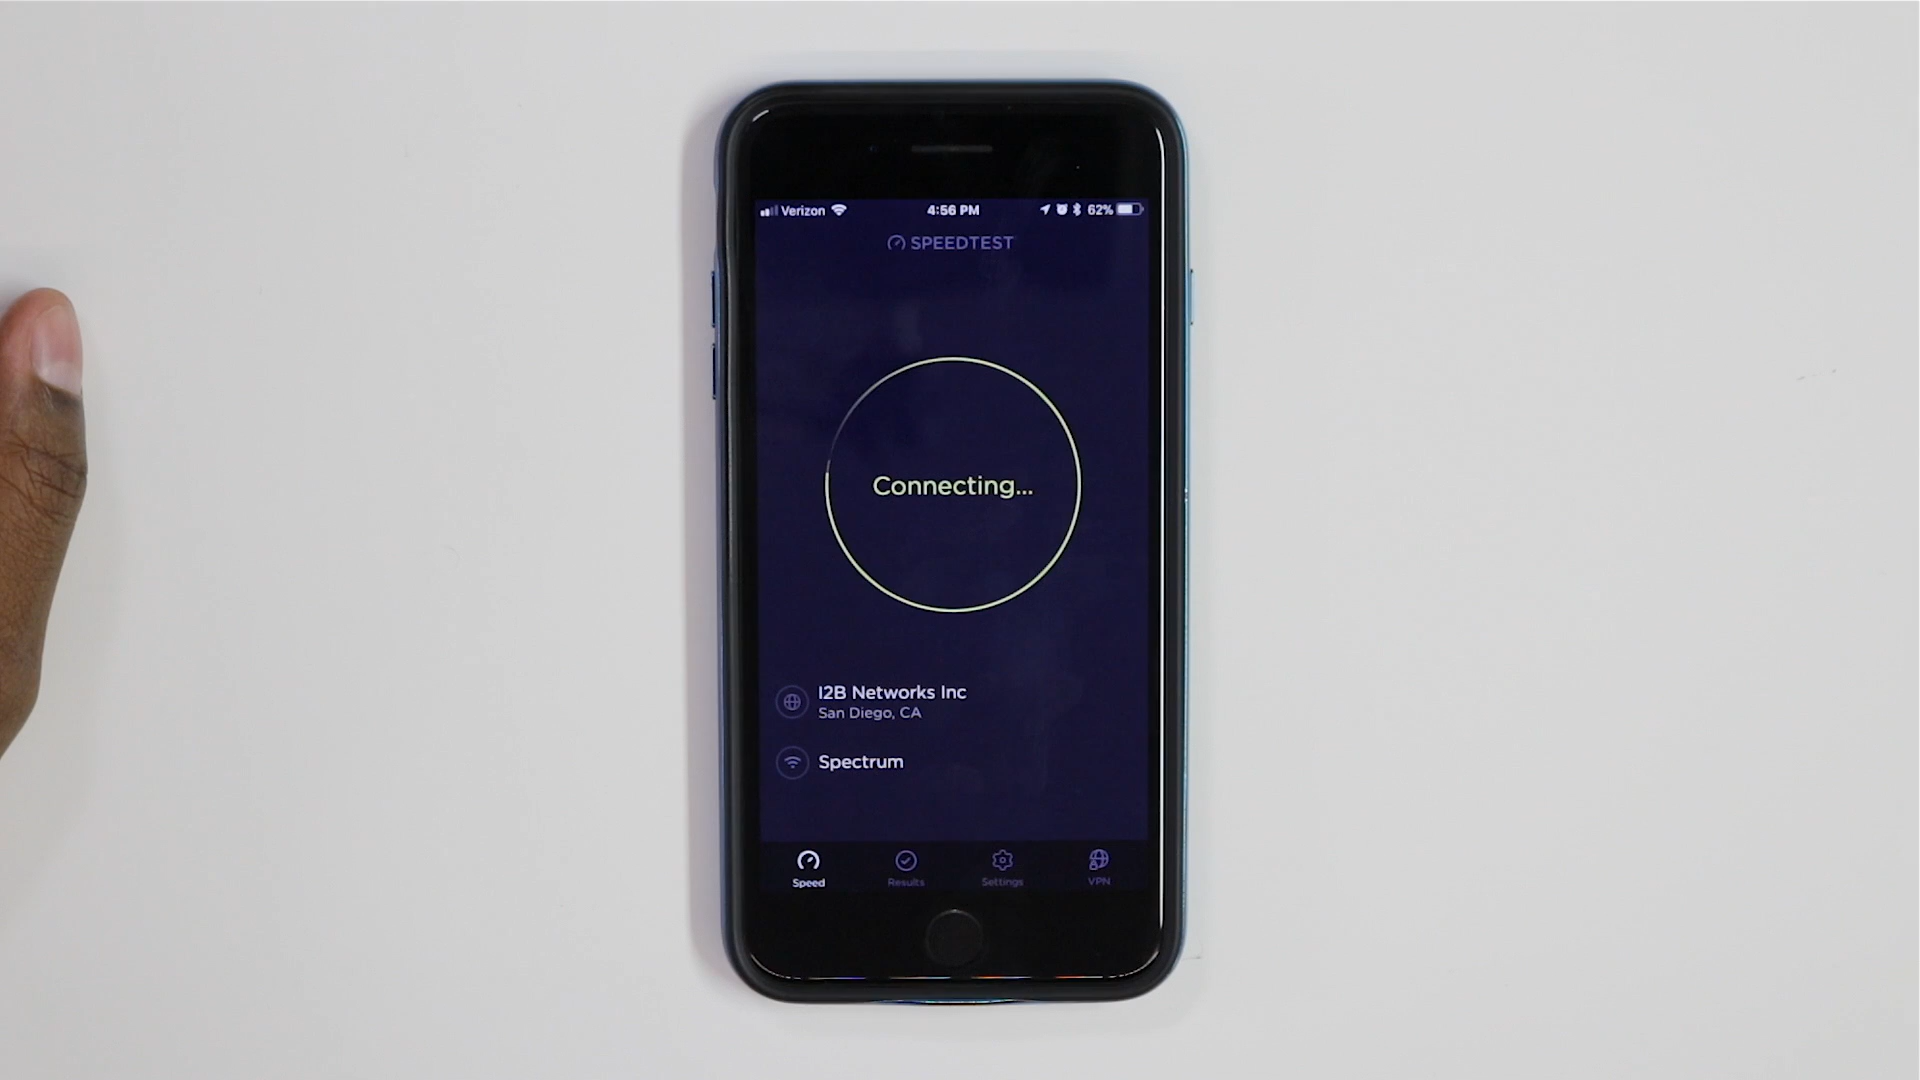 Verizon 4:56 PM 62%
SPEEDTEST
Connecting...
I2B Networks Inc
San Diego, CA
Spectrum
Speed Results Settings VPN